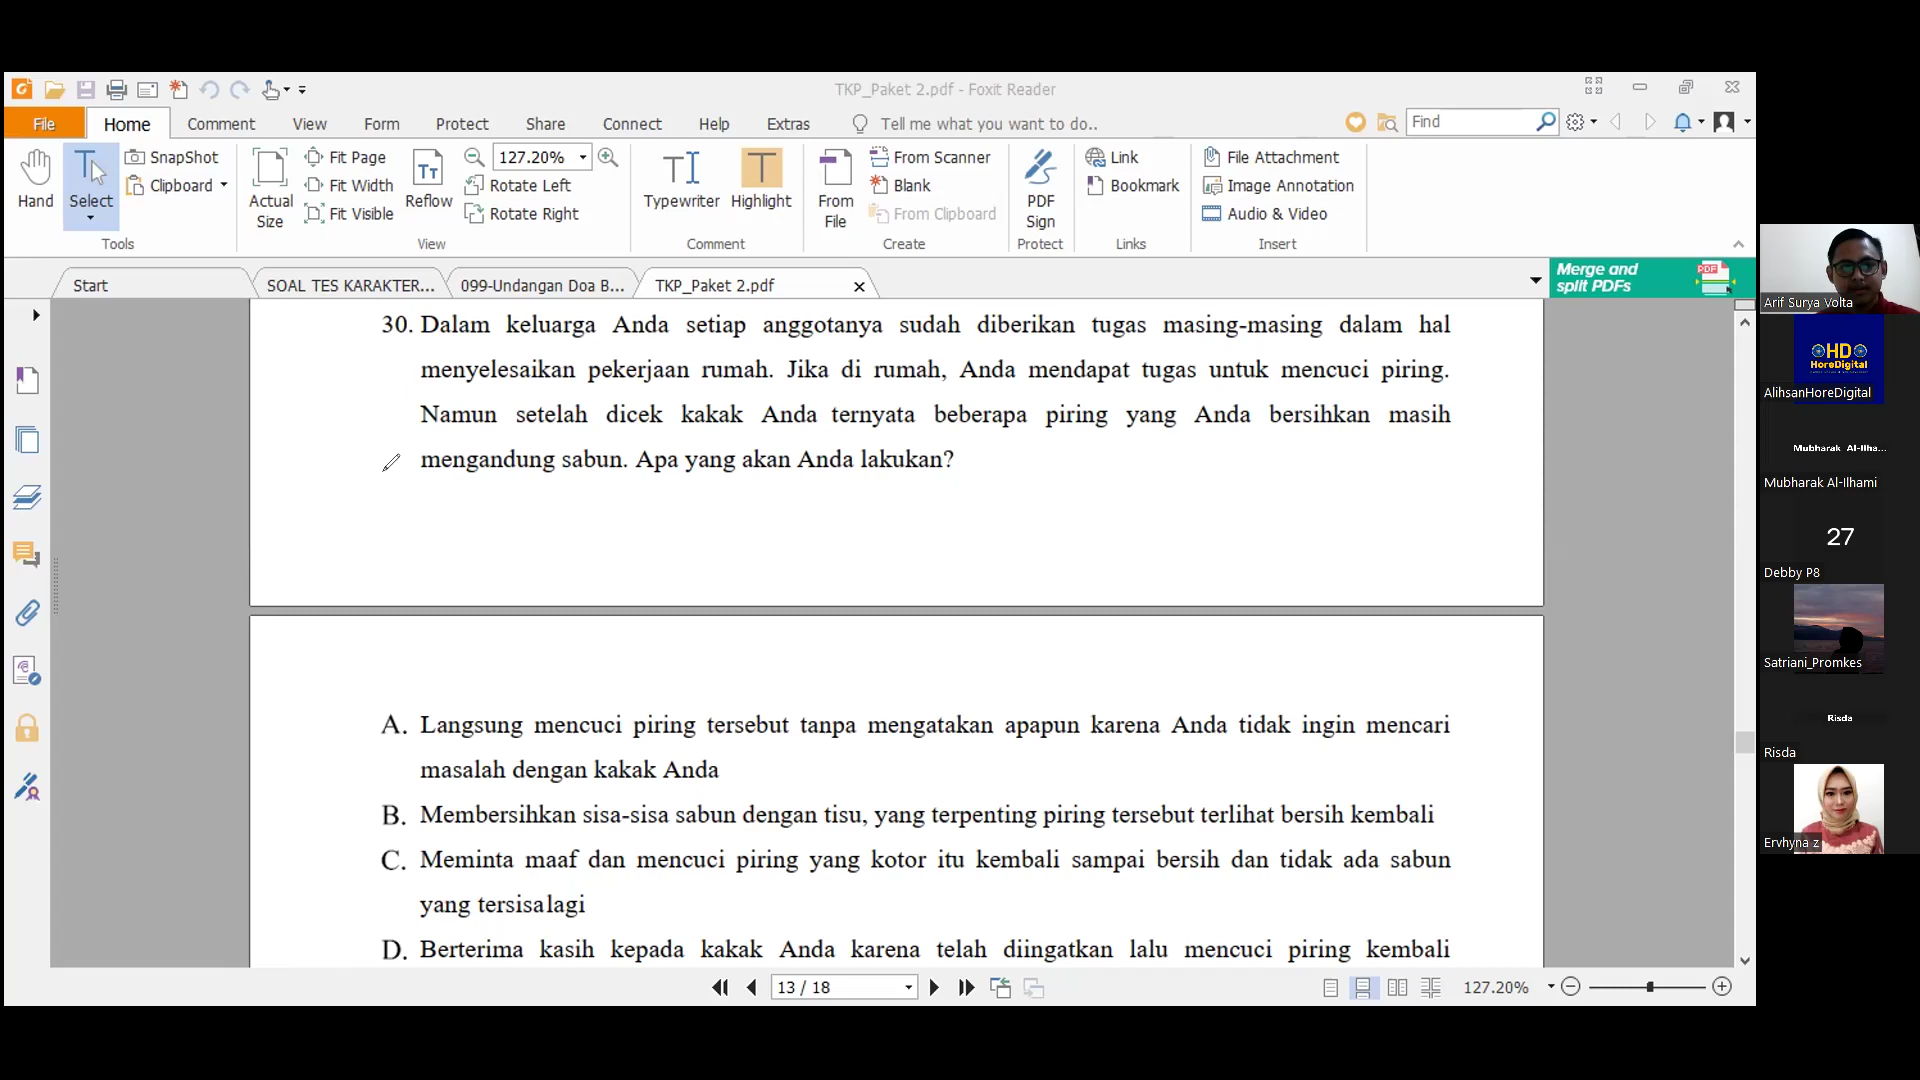 TKP_Paket 2.pdf - Foxit Reader
File Home Comment View Form Protect Share Connect Help Extras Tell me what you want to do.. Find
Hand
Select
SnapShot
Clipboard
Tools
Actual Size
Fit Page
Fit Width
Fit Visible
Reflow
127.20%
Rotate Left
Rotate Right
View
Typewriter
Highlight
Comment
From File
From Scanner
Blank
From Clipboard
Create
PDF Sign
Protect
Link
Bookmark
Links
File Attachment
Image Annotation
Audio & Video
Insert
Start
SOAL TES KARAKTER...
099-Undangan Doa B...
TKP_Paket 2.pdf
Merge and
split PDFs
PDF
30. Dalam keluarga Anda setiap anggotanya sudah diberikan tugas masing-masing dalam hal
menyelesaikan pekerjaan rumah. Jika di rumah, Anda mendapat tugas untuk mencuci piring.
Namun setelah dicek kakak Anda ternyata beberapa piring yang Anda bersihkan masih
mengandung sabun. Apa yang akan Anda lakukan?
A. Langsung mencuci piring tersebut tanpa mengatakan apapun karena Anda tidak ingin mencari
masalah dengan kakak Anda
B. Membersihkan sisa-sisa sabun dengan tisu, yang terpenting piring tersebut terlihat bersih kembali
C. Meminta maaf dan mencuci piring yang kotor itu kembali sampai bersih dan tidak ada sabun
yang tersisa lagi
D. Berterima kasih kepada kakak Anda karena telah diingatkan lalu mencuci piring kembali
13 / 18
127.20%
Arif Surya Volta
HD
HoreDigital
AlihsanHoreDigital
Mubharak Al-Ilha...
Mubharak Al-Ilhami
27
Debby P8
Satriani_Promkes
Risda
Risda
Ervhyna z